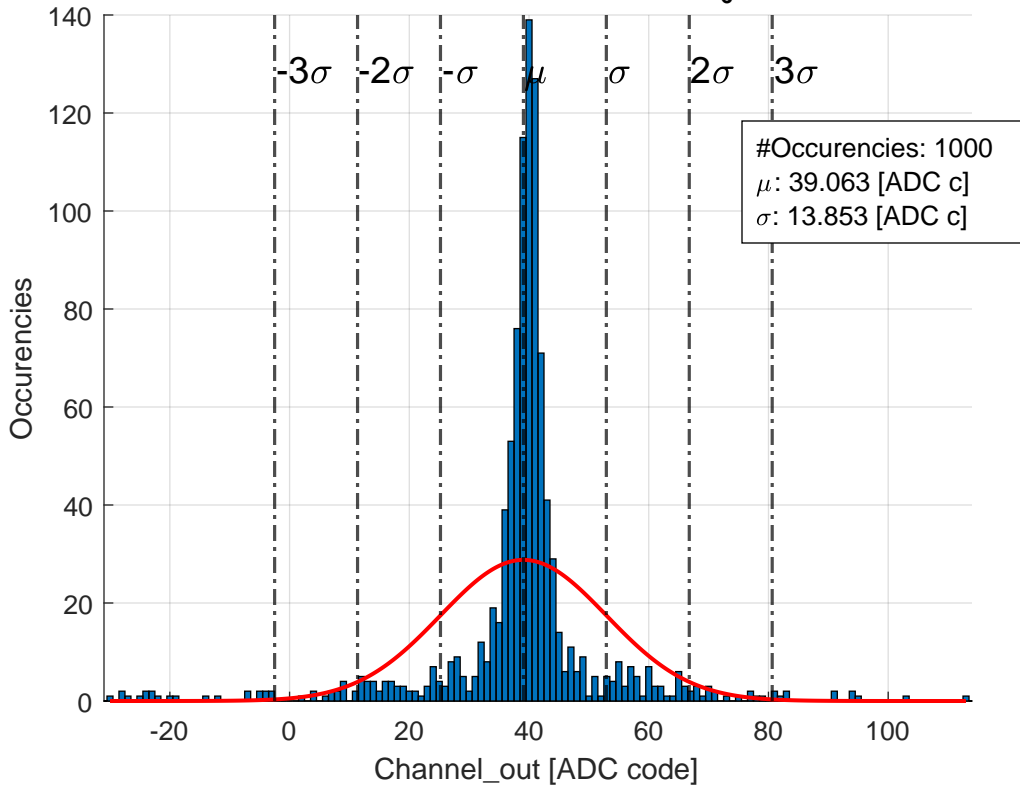 140
120
100
80
60
40
20
0
-3σ
-2σ
-σ
μ
σ
2σ
3σ
#Occurencies: 1000
μ: 39.063 [ADC c]
σ: 13.853 [ADC c]
Occurencies
-20
0
20
40
60
80
100
Channel_out [ADC code]